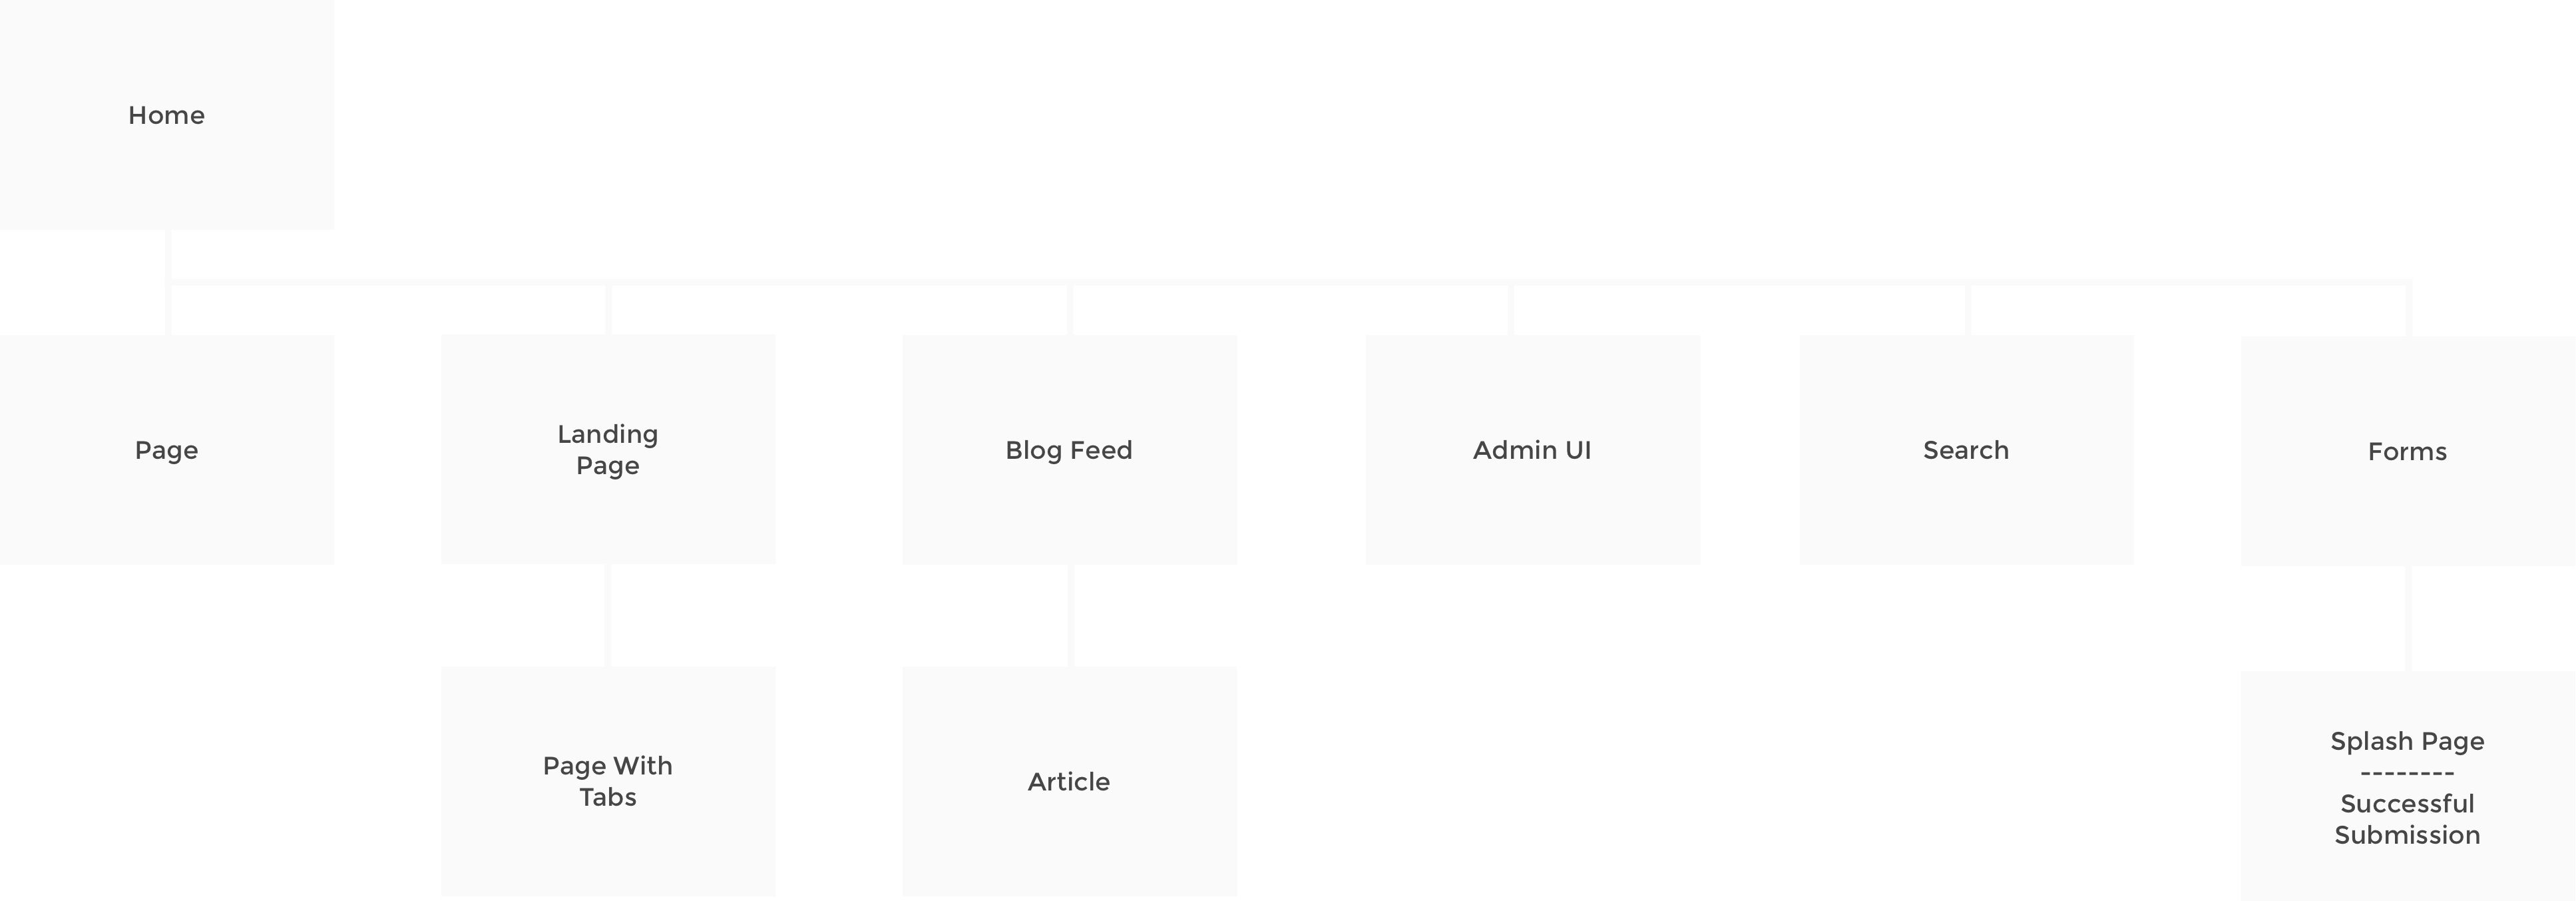 Home
Page
Landing
Page
Blog Feed
Admin UI
Search
Forms
Page With
Tabs
Article
Splash Page
--------
Successful
Submission